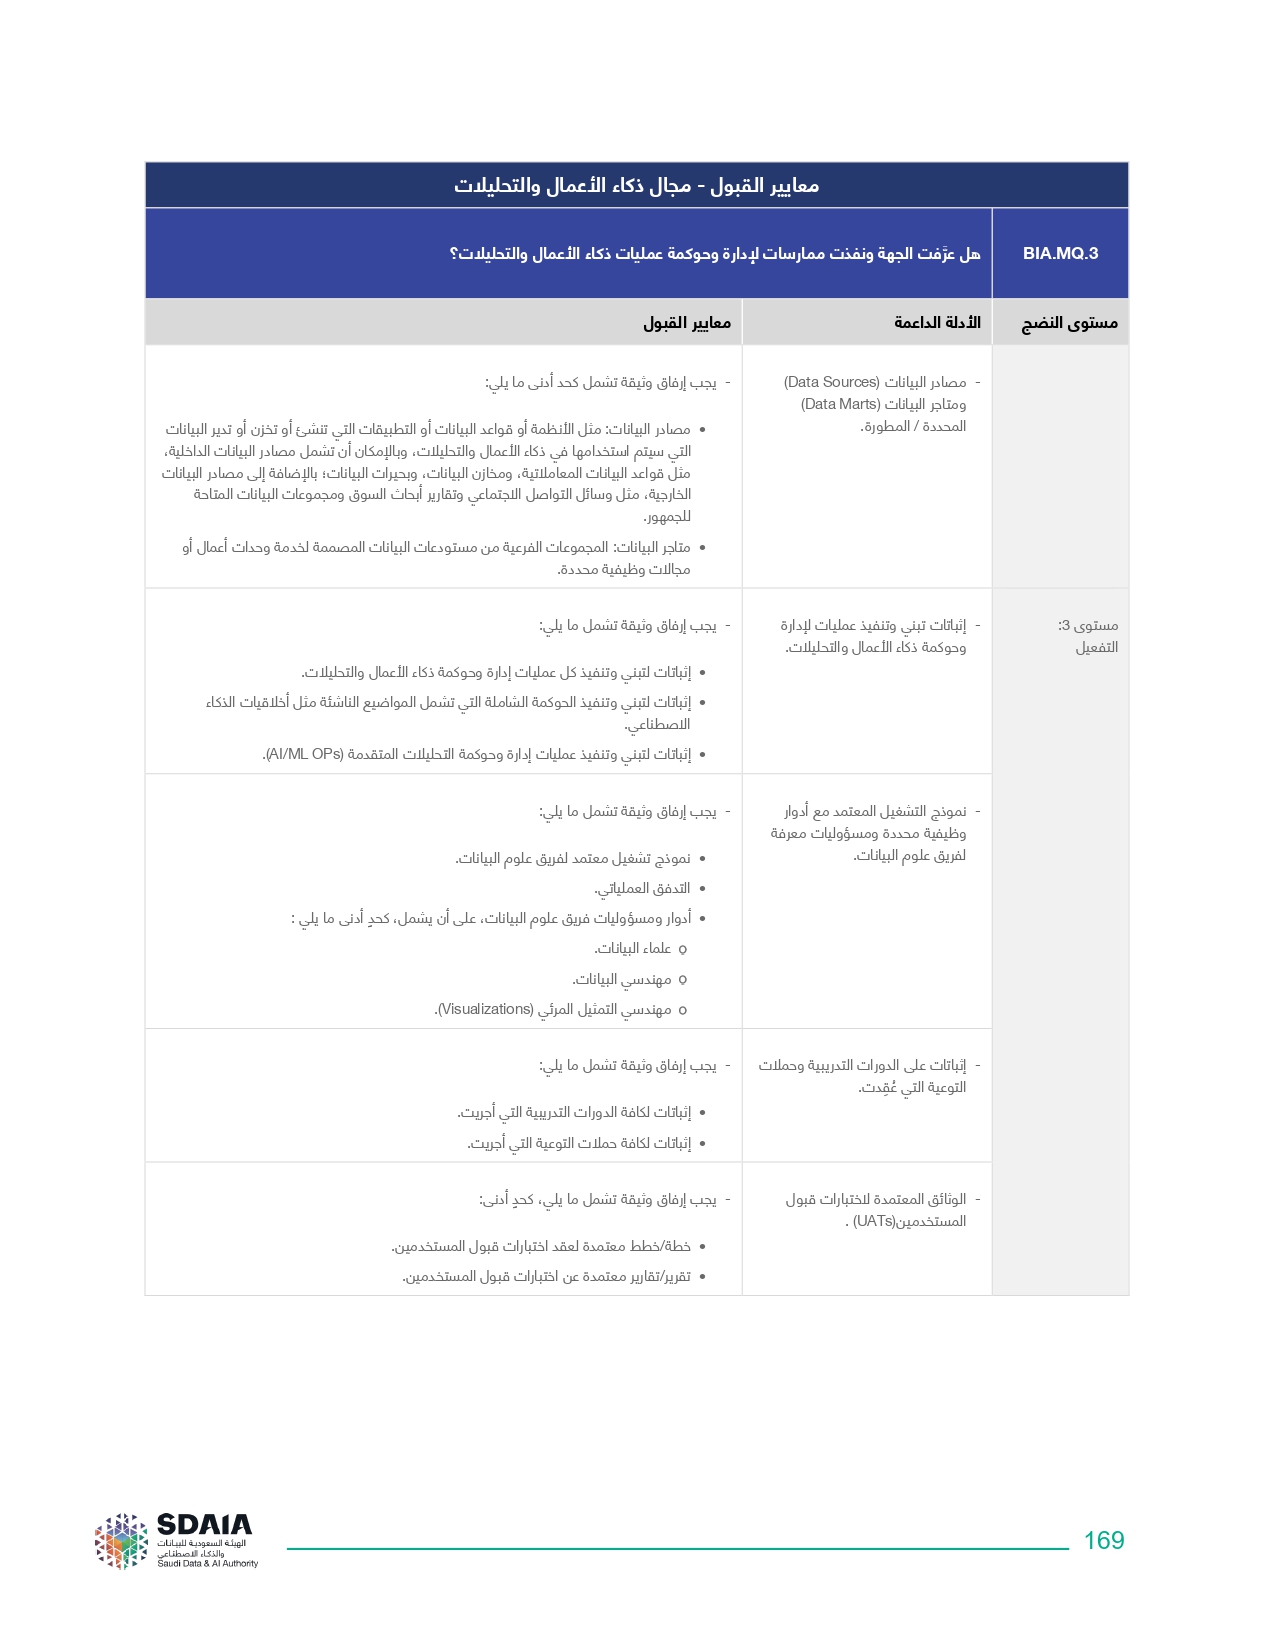 معايير القبول - مجال ذكاء الأعمال والتحليلات
BIA.MQ.3
هل عرَّفت الجهة ونفذت ممارسات لإدارة وحوكمة عمليات ذكاء الأعمال والتحليلات؟
مستوى النضج
الأدلة الداعمة
معايير القبول
- مصادر البيانات (Data Sources)
ومتاجر البيانات (Data Marts)
المحددة / المطورة.
- يجب إرفاق وثيقة تشمل كحد أدنى ما يلي:
• مصادر البيانات: مثل الأنظمة أو قواعد البيانات أو التطبيقات التي تنشئ أو تخزن أو تدير البيانات
التي سيتم استخدامها في ذكاء الأعمال والتحليلات، وبالإمكان أن تشمل مصادر البيانات الداخلية،
مثل قواعد البيانات المعاملاتية، ومخازن البيانات، وبحيرات البيانات؛ بالإضافة إلى مصادر البيانات
الخارجية، مثل وسائل التواصل الاجتماعي وتقارير أبحاث السوق ومجموعات البيانات المتاحة
للجمهور.
• متاجر البيانات: المجموعات الفرعية من مستودعات البيانات المصممة لخدمة وحدات أعمال أو
مجالات وظيفية محددة.
مستوى 3:
التفعيل
- إثباتات تبني وتنفيذ عمليات لإدارة
وحوكمة ذكاء الأعمال والتحليلات.
- يجب إرفاق وثيقة تشمل ما يلي:
• إثباتات لتبني وتنفيذ كل عمليات إدارة وحوكمة ذكاء الأعمال والتحليلات.
• إثباتات لتبني وتنفيذ الحوكمة الشاملة التي تشمل المواضيع الناشئة مثل أخلاقيات الذكاء
الاصطناعي.
• إثباتات لتبني وتنفيذ عمليات إدارة وحوكمة التحليلات المتقدمة (AI/ML OPs).
- نموذج التشغيل المعتمد مع أدوار
وظيفية محددة ومسؤوليات معرفة
لفريق علوم البيانات.
- يجب إرفاق وثيقة تشمل ما يلي:
• نموذج تشغيل معتمد لفريق علوم البيانات.
• التدفق العملياتي.
• أدوار ومسؤوليات فريق علوم البيانات، على أن يشمل، كحدٍ أدنى ما يلي :
o علماء البيانات.
o مهندسي البيانات.
o مهندسي التمثيل المرئي (Visualizations).
- إثباتات على الدورات التدريبية وحملات
التوعية التي عُقِدت.
- يجب إرفاق وثيقة تشمل ما يلي:
• إثباتات لكافة الدورات التدريبية التي أجريت.
• إثباتات لكافة حملات التوعية التي أجريت.
- الوثائق المعتمدة لاختبارات قبول
المستخدمين(UATs) .
- يجب إرفاق وثيقة تشمل ما يلي، كحدٍ أدنى:
• خطة/خطط معتمدة لعقد اختبارات قبول المستخدمين.
• تقرير/تقارير معتمدة عن اختبارات قبول المستخدمين.
SDAIA
الهيئة السعودية للبيانات
والذكاء الاصطناعي
Saudi Data & AI Authority
169